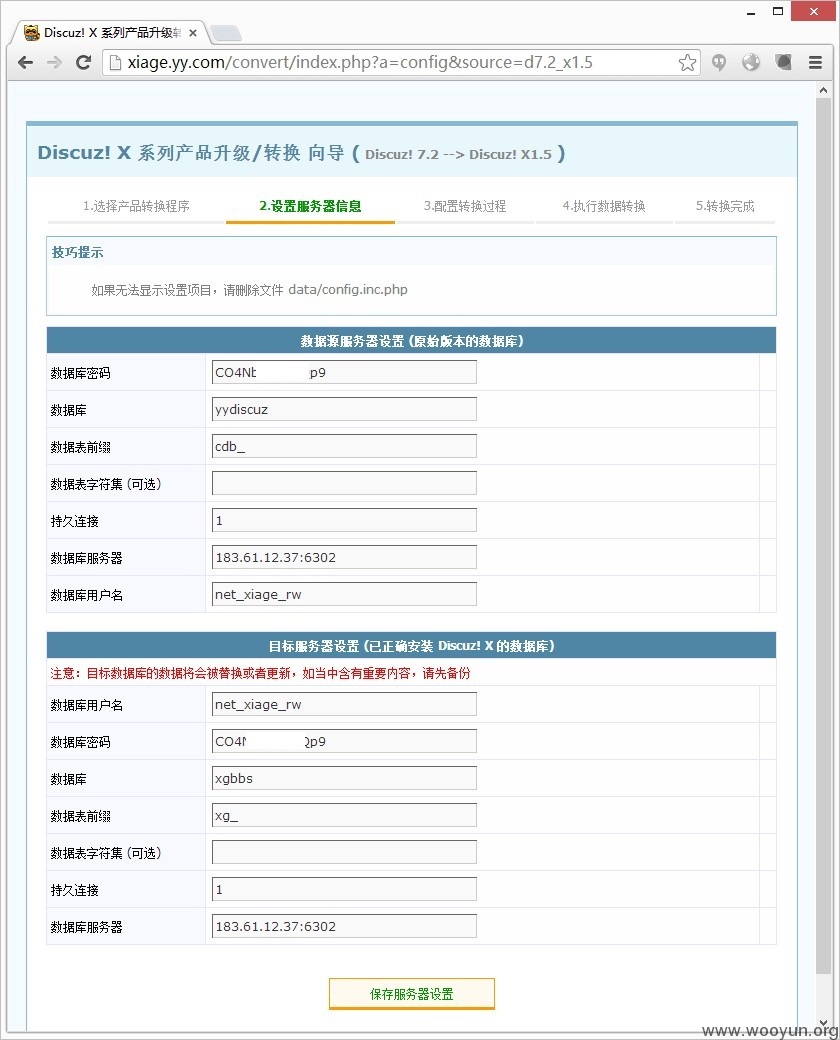 Discuz! X 系列产品升级/转
xiage.yy.com/convert/index.php?a=config&source=d7.2_x1.5
Discuz! X 系列产品升级/转换 向导 ( Discuz! 7.2 --> Discuz! X1.5 )
1.选择产品转换程序 2.设置服务器信息 3.配置转换过程 4.执行数据转换 5.转换完成
技巧提示
如果无法显示设置项目，请删除文件 data/config.inc.php
数据源服务器设置 (原始版本的数据库)
数据库密码 CO4Nb p9
数据库 yydiscuz
数据表前缀 cdb_
数据表字符集 (可选)
持久连接 1
数据库服务器 183.61.12.37:6302
数据库用户名 net_xiage_rw
目标服务器设置 (已正确安装 Discuz! X 的数据库)
注意：目标数据库的数据将会被替换或者更新，如当中含有重要内容，请先备份
数据库用户名 net_xiage_rw
数据库密码 CO4 p9
数据库 xgbbs
数据表前缀 xg_
数据表字符集 (可选)
持久连接 1
数据库服务器 183.61.12.37:6302
保存服务器设置
www.wooyun.org